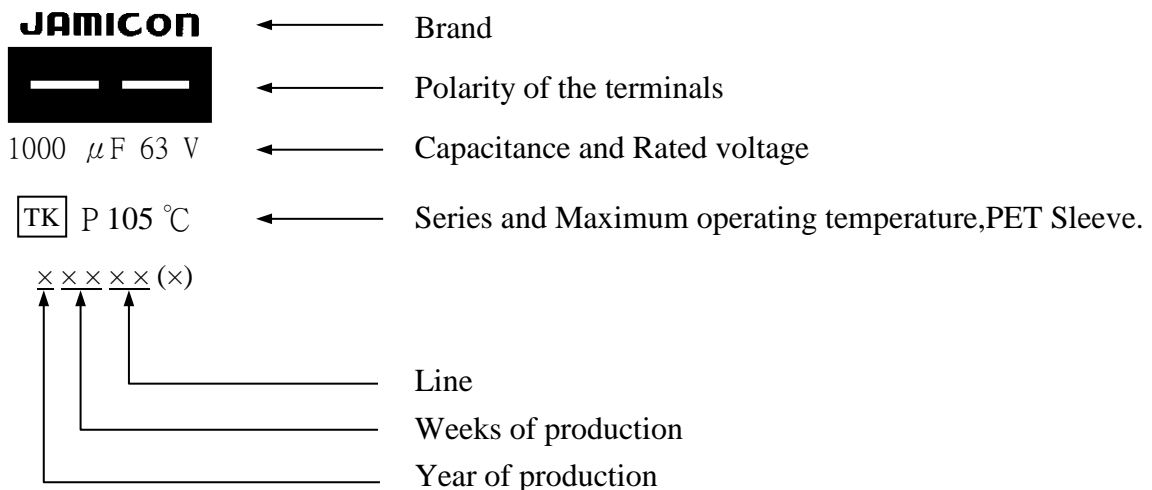 JAMICON Brand
Polarity of the terminals
1000 μF 63 V Capacitance and Rated voltage
TK P 105 ℃ Series and Maximum operating temperature,PET Sleeve.
× × × × × (×)
Line
Weeks of production
Year of production